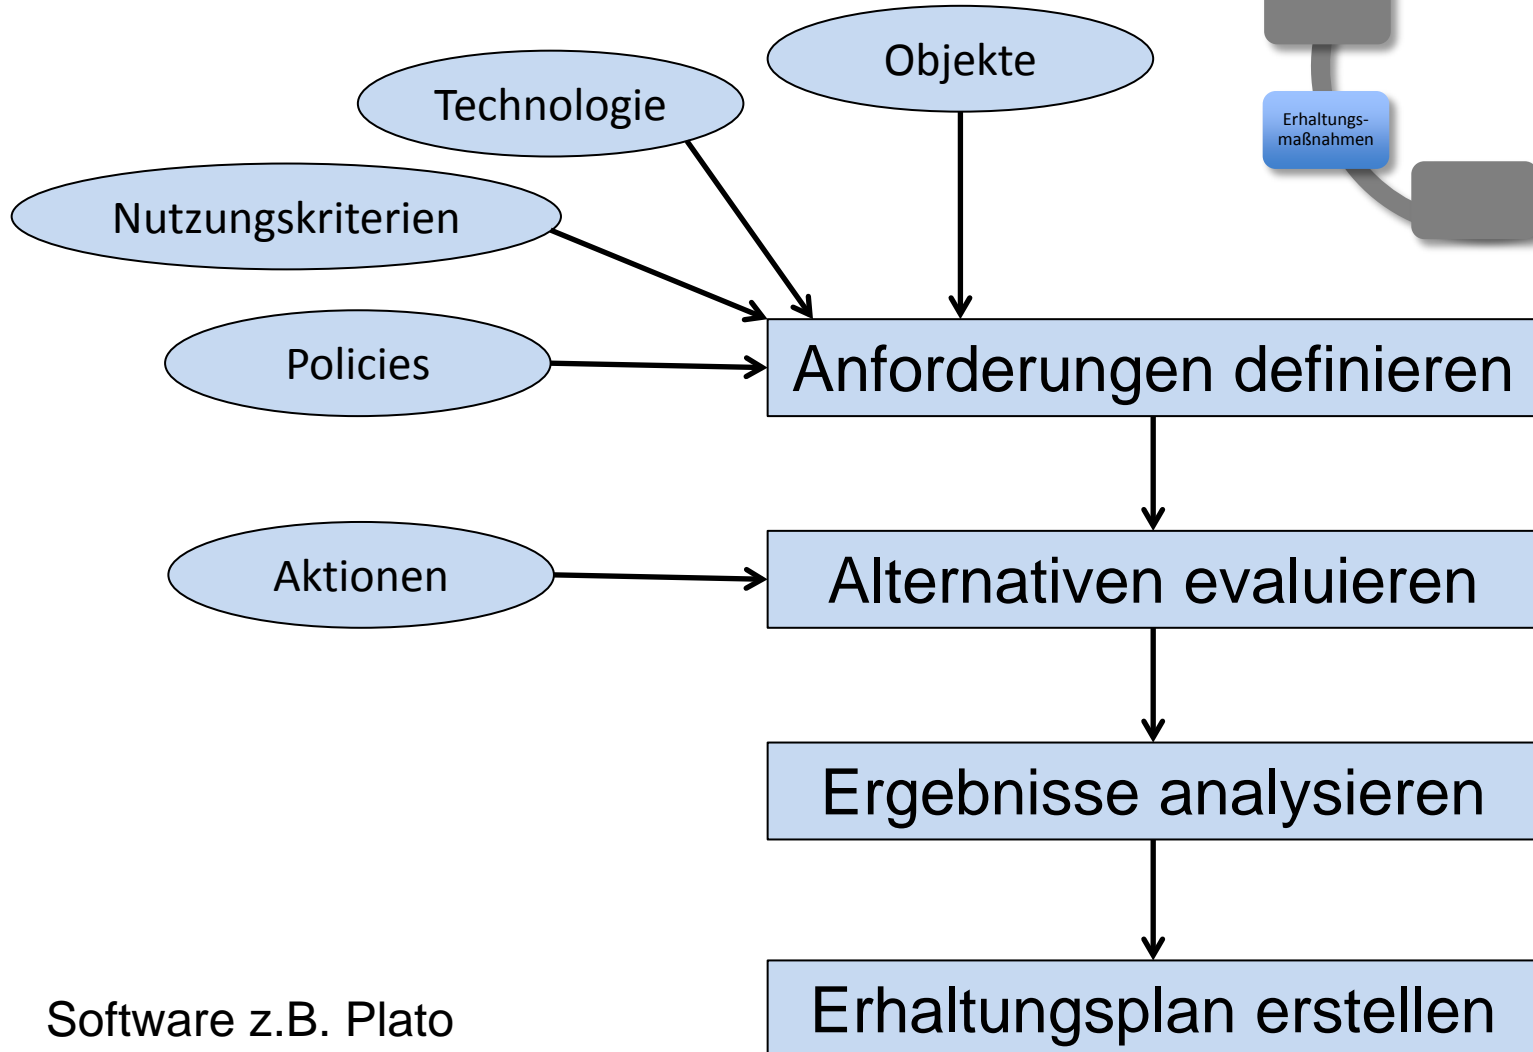 Objekte
Technologie
Erhaltungs-
maßnahmen
Nutzungskriterien
Policies
Anforderungen definieren
Aktionen
Alternativen evaluieren
Ergebnisse analysieren
Erhaltungsplan erstellen
Software z.B. Plato